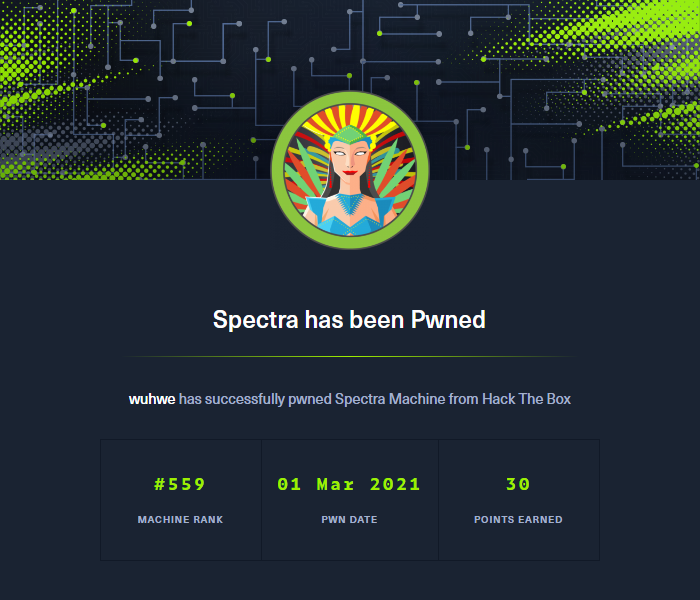 Spectra has been Pwned
wuhwe has successfully pwned Spectra Machine from Hack The Box
#559
01 Mar 2021
30
MACHINE RANK
PWN DATE
POINTS EARNED